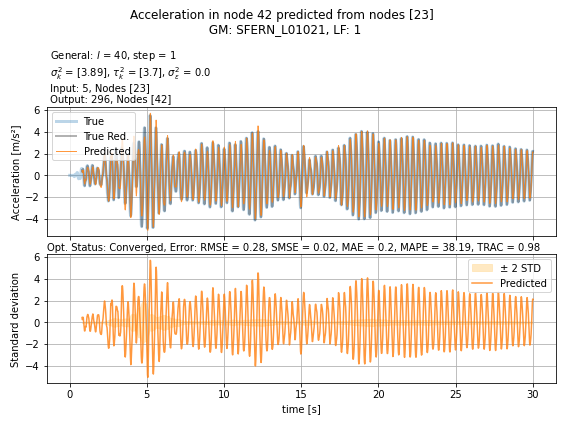 Acceleration in node 42 predicted from nodes [23]
GM: SFERN_L01021, LF: 1
General: l = 40, step = 1
σ²ₖ = [3.89], τ²ₖ = [3.7], σ²ε = 0.0
Input: 5, Nodes [23]
Output: 296, Nodes [42]
Acceleration [m/s²]
6
4
2
0
−2
−4
True
True Red.
Predicted
Opt. Status: Converged, Error: RMSE = 0.28, SMSE = 0.02, MAE = 0.2, MAPE = 38.19, TRAC = 0.98
Standard deviation
6
4
2
0
−2
−4
± 2 STD
Predicted
0 5 10 15 20 25 30
time [s]